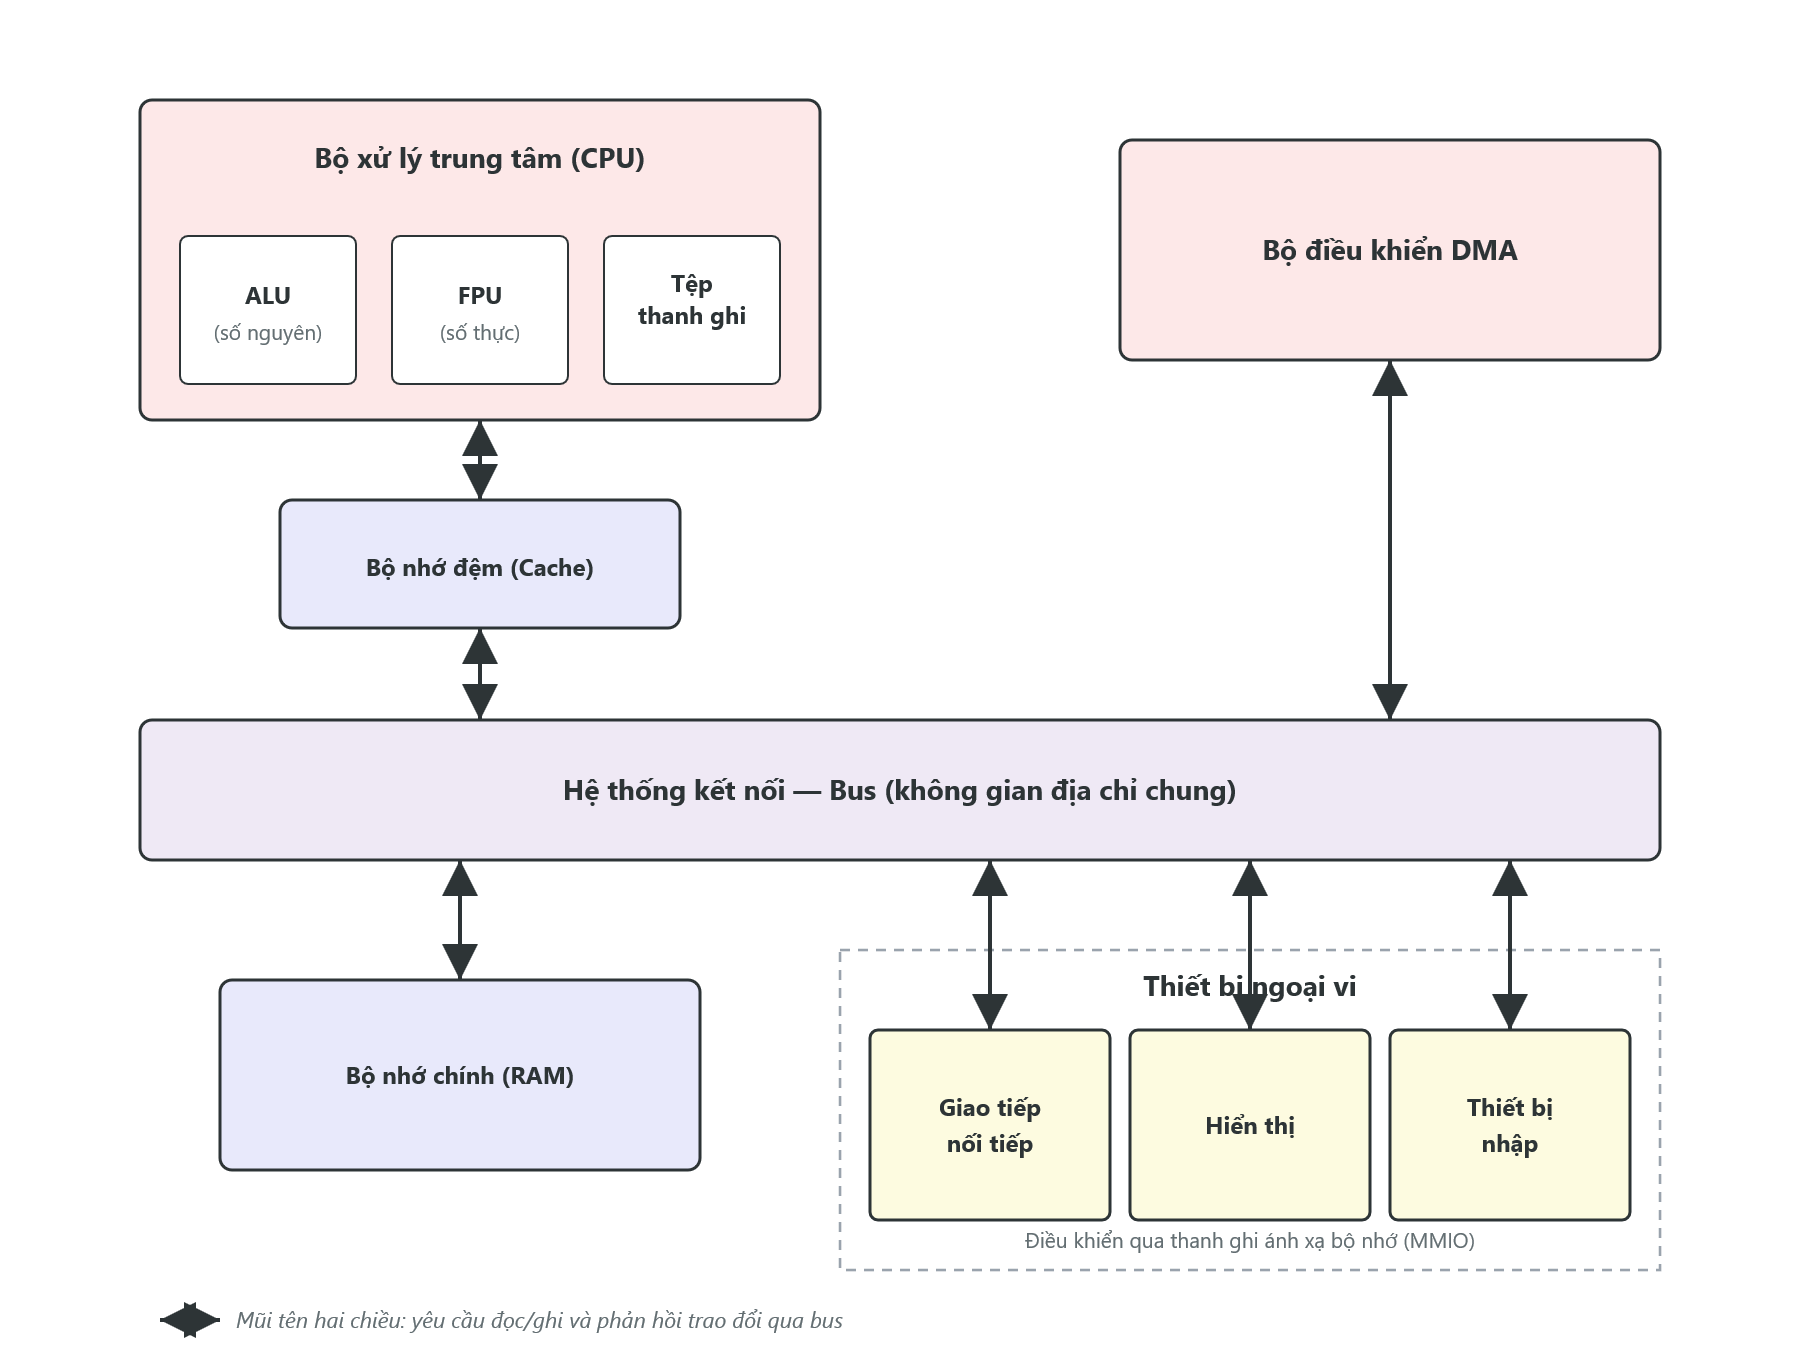 Bộ xử lý trung tâm (CPU)
ALU
(số nguyên)
FPU
(số thực)
Tệp
thanh ghi
Bộ điều khiển DMA
Bộ nhớ đệm (Cache)
Hệ thống kết nối — Bus (không gian địa chỉ chung)
Bộ nhớ chính (RAM)
Thiết bị ngoại vi
Giao tiếp
nối tiếp
Hiển thị
Thiết bị
nhập
Điều khiển qua thanh ghi ánh xạ bộ nhớ (MMIO)
Mũi tên hai chiều: yêu cầu đọc/ghi và phản hồi trao đổi qua bus